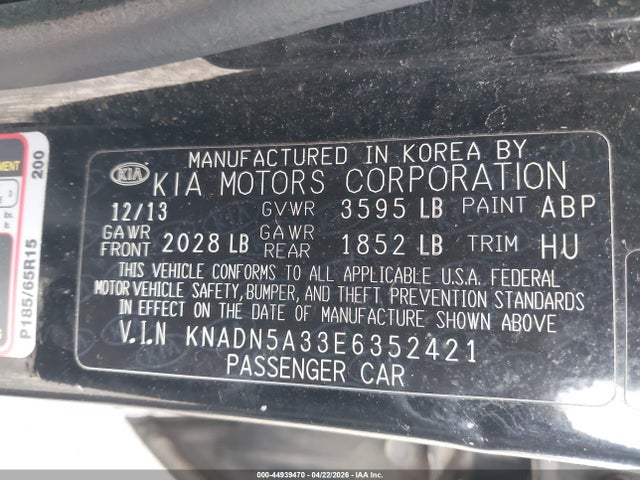 MANUFACTURED IN KOREA BY
KIA KIA MOTORS CORPORATION
12/13 GVWR 3595 LB PAINT ABP
GAWR FRONT 2028 LB GAWR REAR 1852 LB TRIM HU
THIS VEHICLE CONFORMS TO ALL APPLICABLE U.S.A. FEDERAL
MOTOR VEHICLE SAFETY, BUMPER, AND THEFT PREVENTION STANDARDS
IN EFFECT ON THE DATE OF MANUFACTURE SHOWN ABOVE
V.I.N KNADN5A33E6352421
PASSENGER CAR
200
P185/65R15
000-44939470 - 04/22/2026 - IAAI.COM